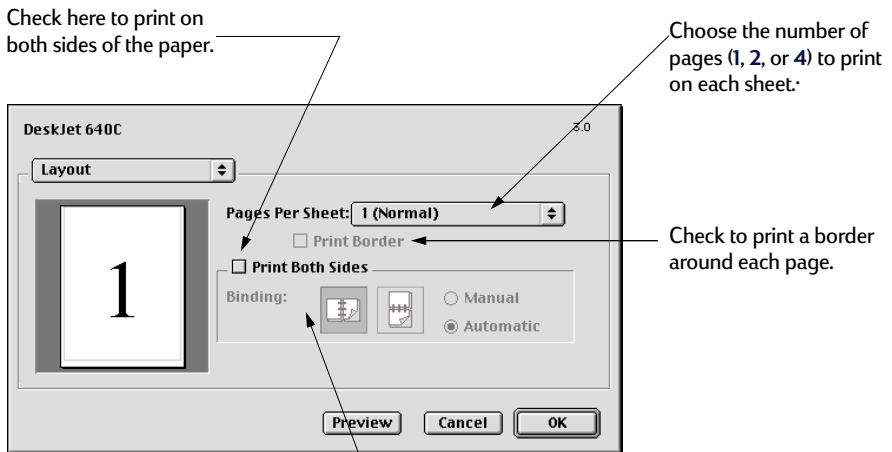 Check here to print on
both sides of the paper.
Choose the number of
pages (1, 2, or 4) to print
on each sheet.
DeskJet 640C
3.0
Layout
Pages Per Sheet: 1 (Normal)
Print Border
Check to print a border
around each page.
Print Both Sides
Binding:
Manual
Automatic
1
Preview
Cancel
OK